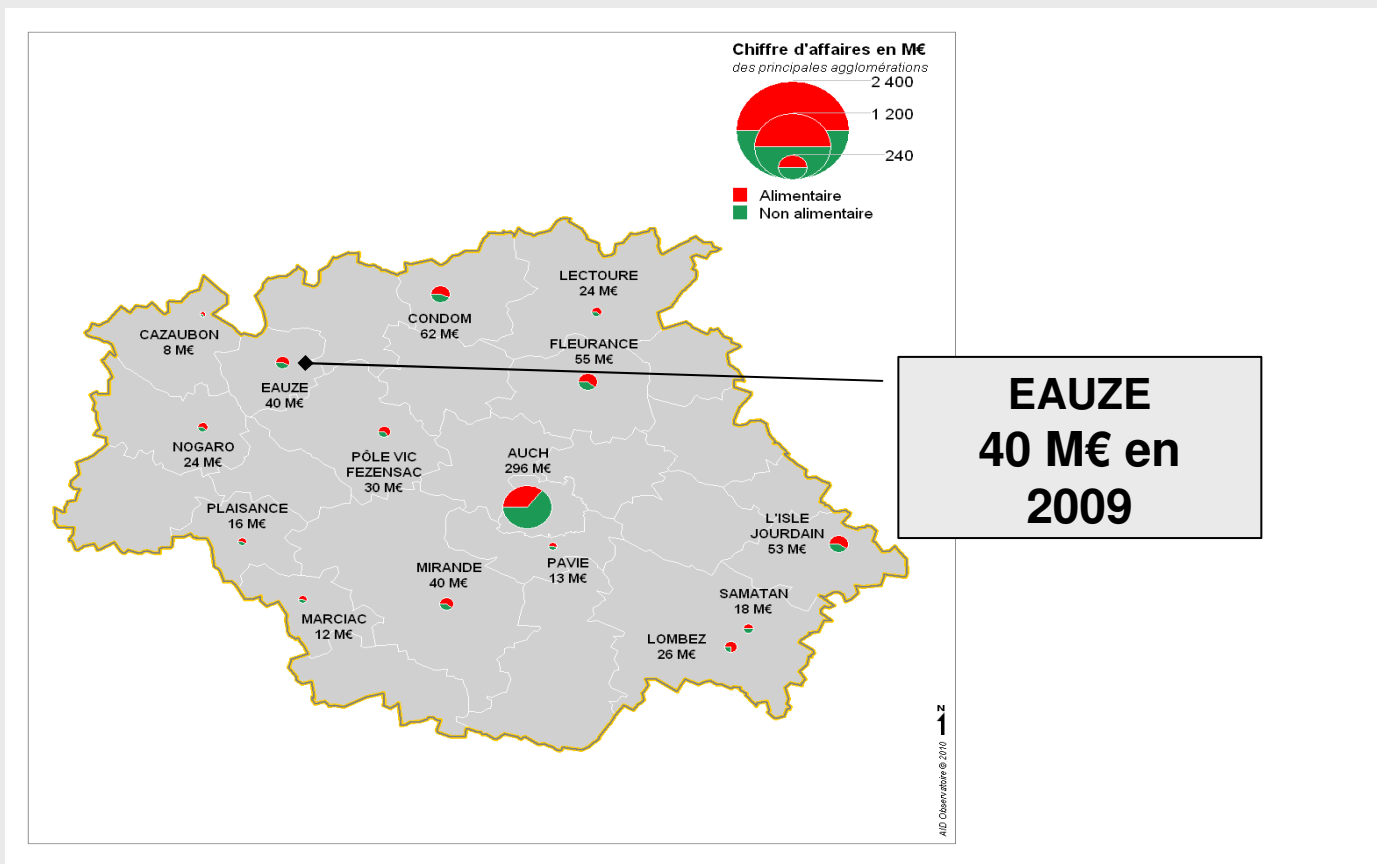 Chiffre d'affaires en M€
des principales agglomérations
2 400
1 200
240
Alimentaire
Non alimentaire
LECTOURE
24 M€
CONDOM
62 M€
CAZAUBON
8 M€
FLEURANCE
55 M€
EAUZE
40 M€
EAUZE
40 M€ en
2009
NOGARO
24 M€
PÔLE VIC
FEZENSAC
30 M€
AUCH
296 M€
PLAISANCE
16 M€
L'ISLE
JOURDAIN
53 M€
MIRANDE
40 M€
PAVIE
13 M€
SAMATAN
18 M€
MARCIAC
12 M€
LOMBEZ
26 M€
N
AID Observatoire © 2010